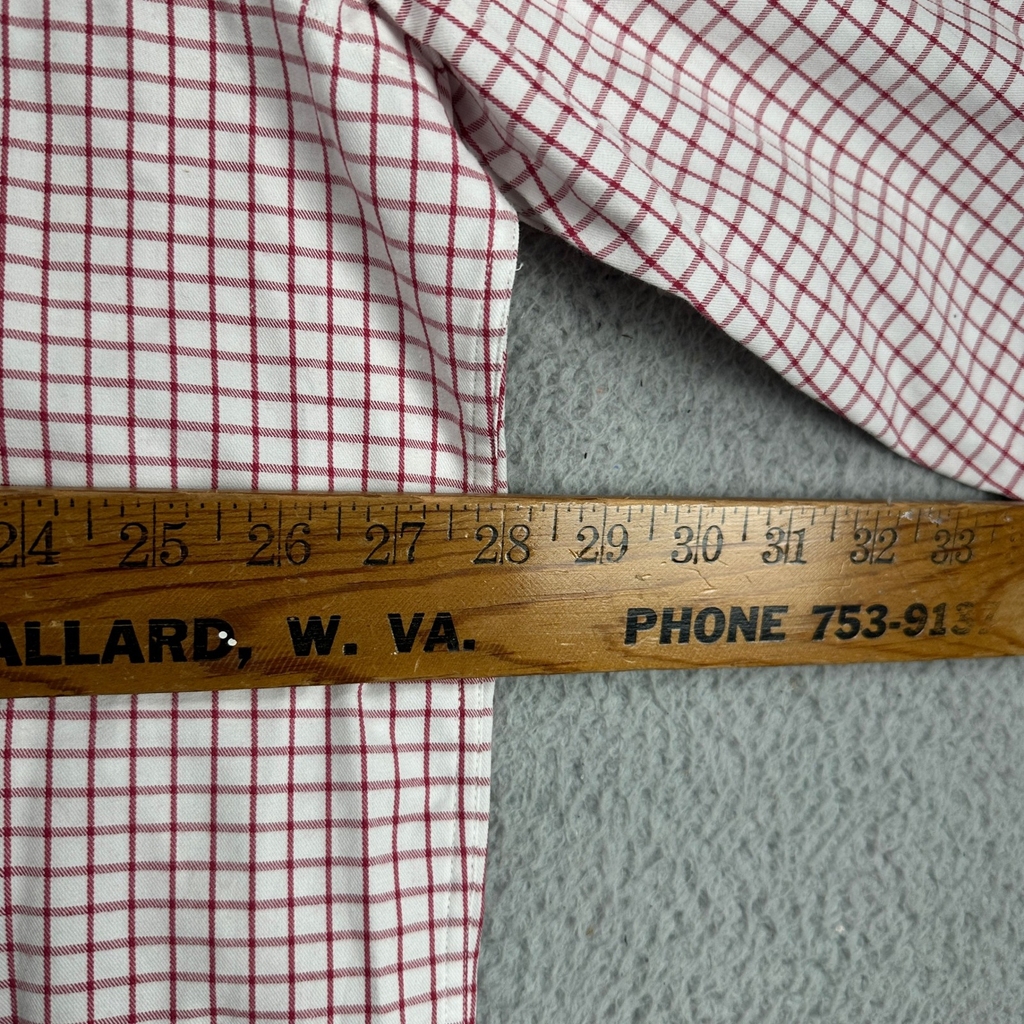 24 25 26 27 28 29 30 31 32 33
ALLARD, W. VA. PHONE 753-913